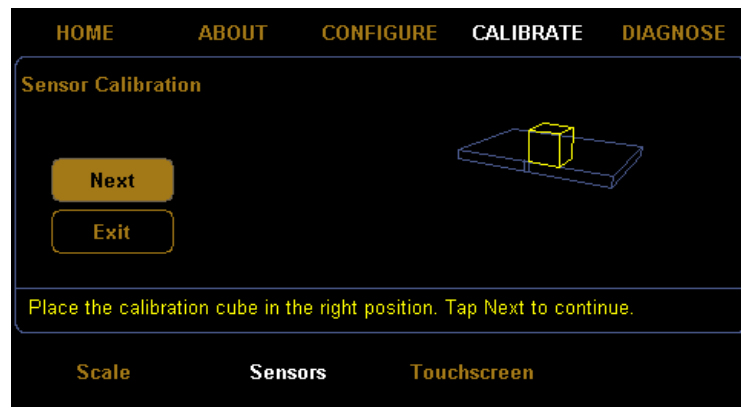 HOME ABOUT CONFIGURE CALIBRATE DIAGNOSE
Sensor Calibration
Next
Exit
Place the calibration cube in the right position. Tap Next to continue.
Scale Sensors Touchscreen